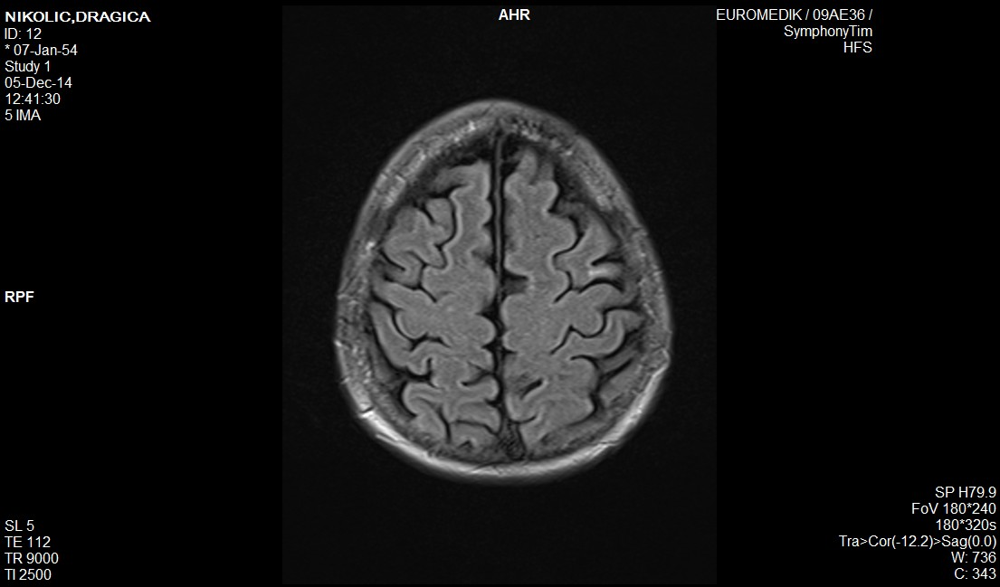 NIKOLIC,DRAGICA
ID: 12
* 07-Jan-54
Study 1
05-Dec-14
12:41:30
5 IMA
AHR
EUROMEDIK / 09AE36 /
SymphonyTim
HFS
RPF
SL 5
TE 112
TR 9000
TI 2500
SP H79.9
FoV 180*240
180*320s
Tra>Cor(-12.2)>Sag(0.0)
W: 736
C: 343